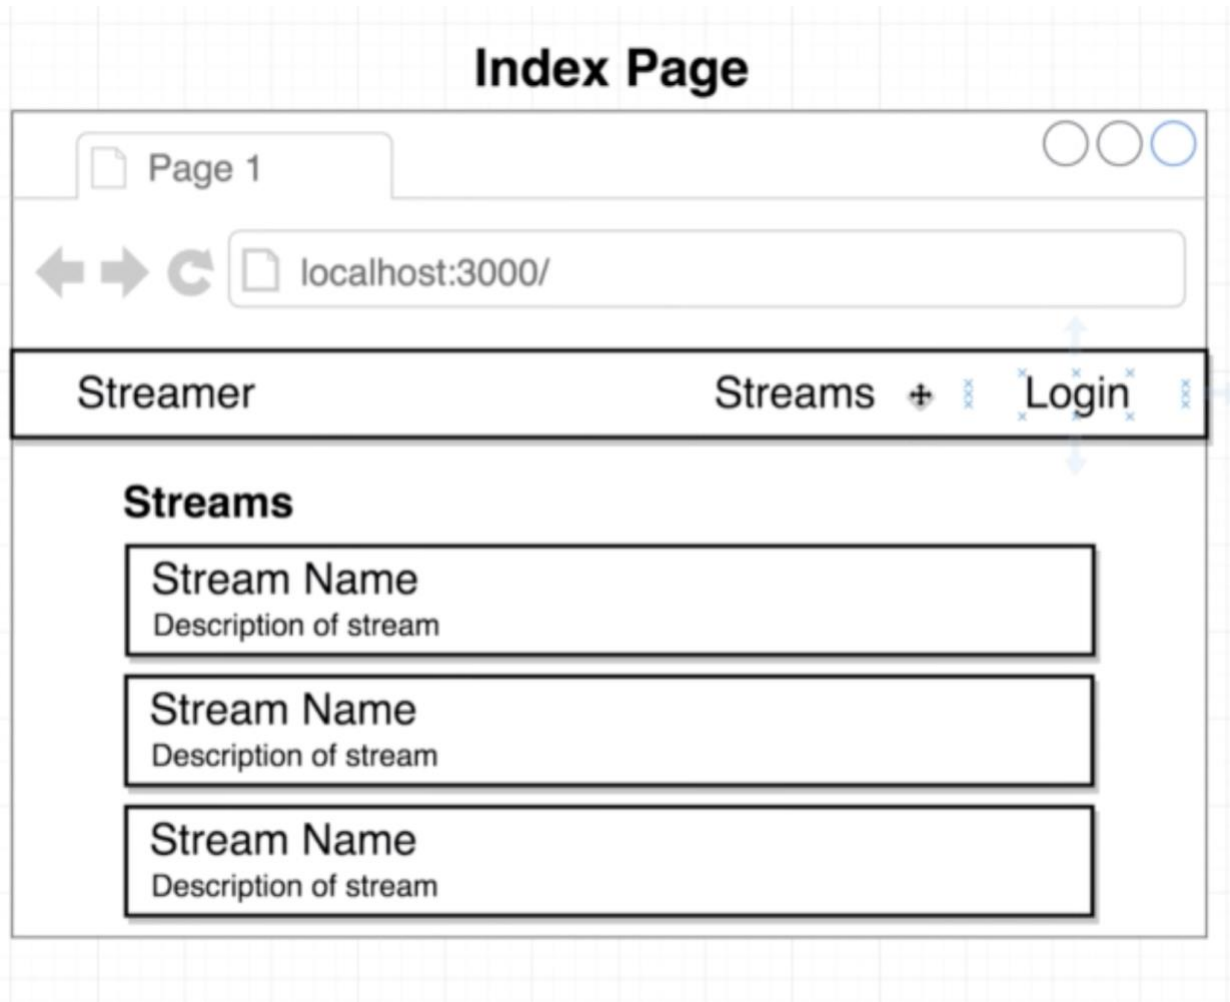 Index Page
Page 1
localhost:3000/
Streamer Streams Login
Streams
Stream Name
Description of stream
Stream Name
Description of stream
Stream Name
Description of stream